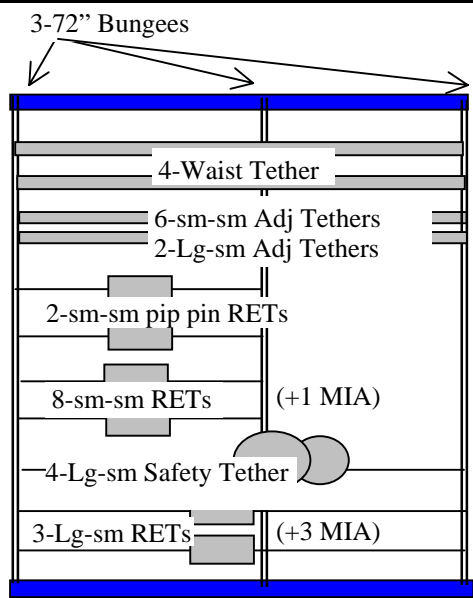 3-72” Bungees
4-Waist Tether
6-sm-sm Adj Tethers
2-Lg-sm Adj Tethers
2-sm-sm pip pin RETs
8-sm-sm RETs (+1 MIA)
4-Lg-sm Safety Tether
3-Lg-sm RETs (+3 MIA)